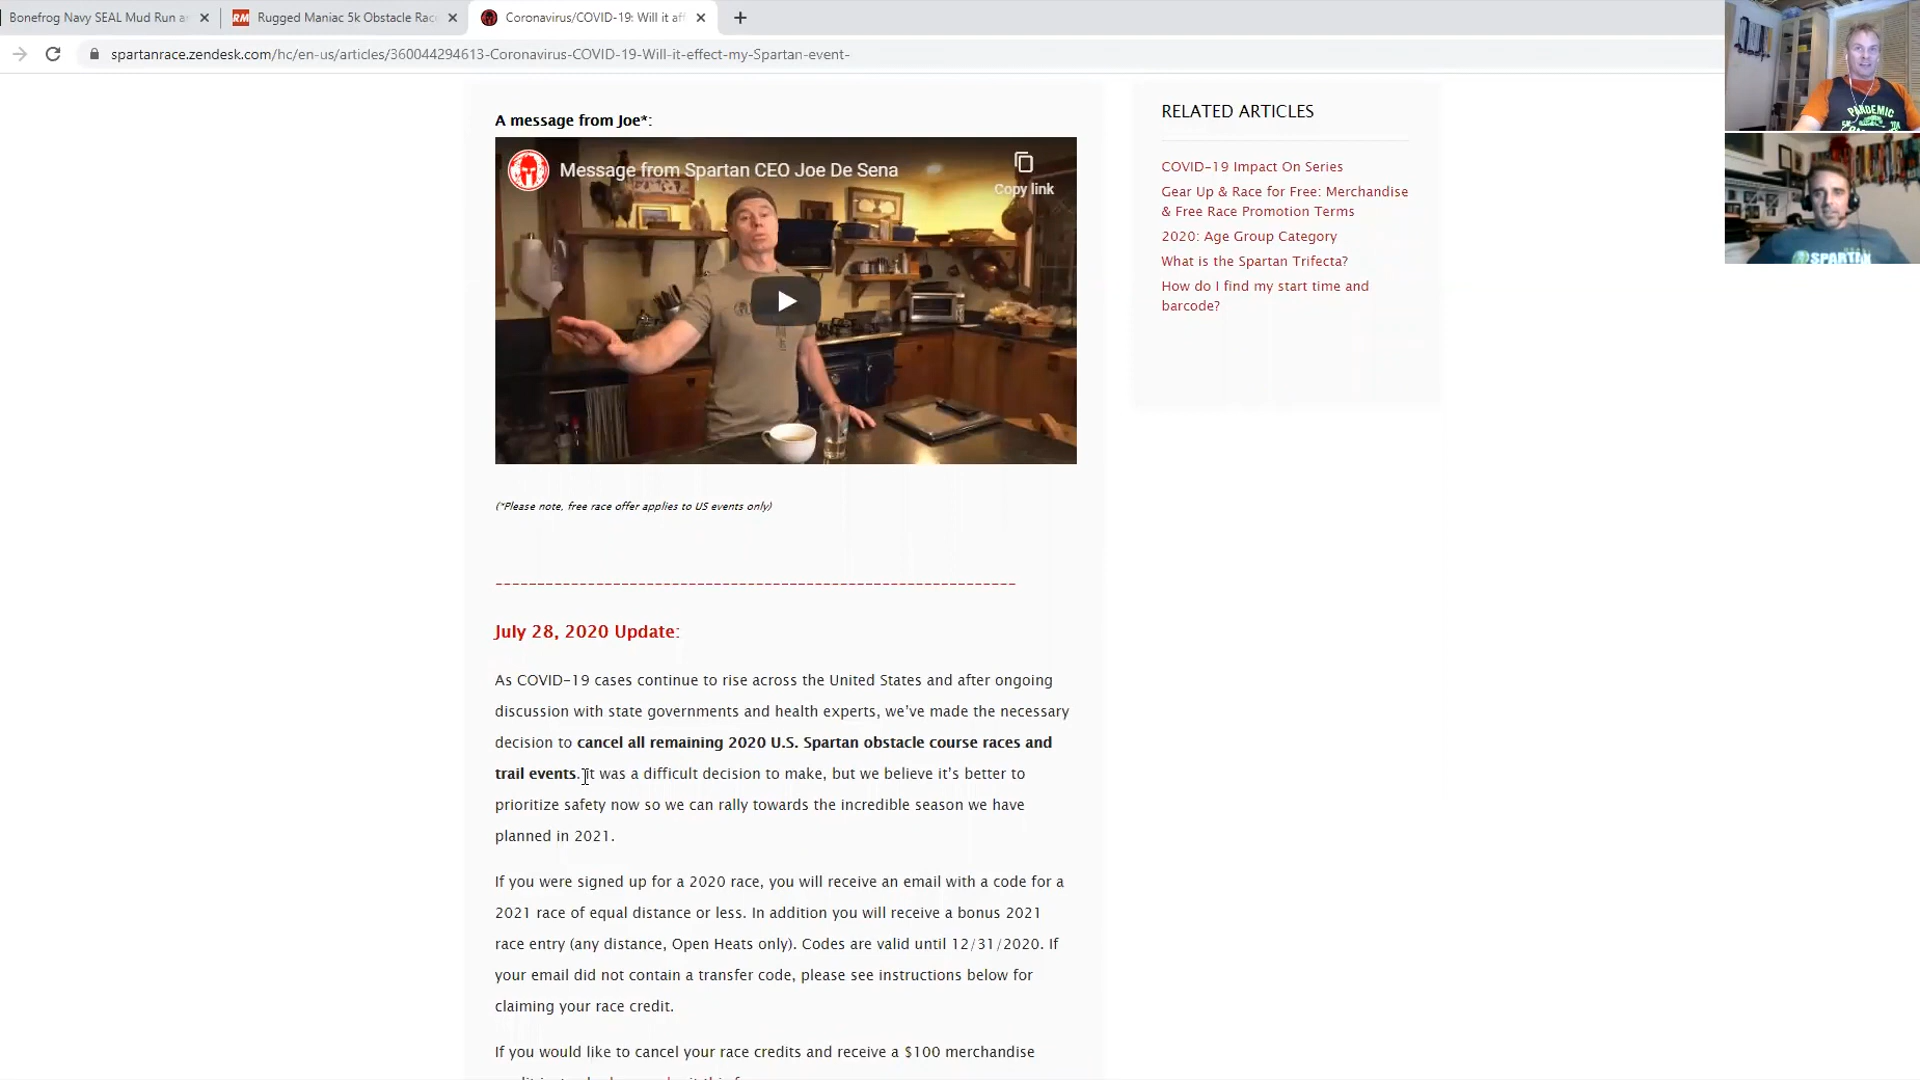 Bonefrog Navy SEAL Mud Run a
Rugged Maniac 5k Obstacle Rac
Coronavirus/COVID-19: Will it aff
spartanrace.zendesk.com/hc/en-us/articles/360044294613-Coronavirus-COVID-19-Will-it-effect-my-Spartan-event-
PANDEMIC
SPARTAN
A message from Joe*:
Message from Spartan CEO Joe De Sena
Copy link
(*Please note, free race offer applies to US events only)
--------------------------------------------------------------
July 28, 2020 Update:
As COVID-19 cases continue to rise across the United States and after ongoing
discussion with state governments and health experts, we've made the necessary
decision to cancel all remaining 2020 U.S. Spartan obstacle course races and
trail events. It was a difficult decision to make, but we believe it's better to
prioritize safety now so we can rally towards the incredible season we have
planned in 2021.
If you were signed up for a 2020 race, you will receive an email with a code for a
2021 race of equal distance or less. In addition you will receive a bonus 2021
race entry (any distance, Open Heats only). Codes are valid until 12/31/2020. If
your email did not contain a transfer code, please see instructions below for
claiming your race credit.
If you would like to cancel your race credits and receive a $100 merchandise
RELATED ARTICLES
COVID-19 Impact On Series
Gear Up & Race for Free: Merchandise
& Free Race Promotion Terms
2020: Age Group Category
What is the Spartan Trifecta?
How do I find my start time and
barcode?